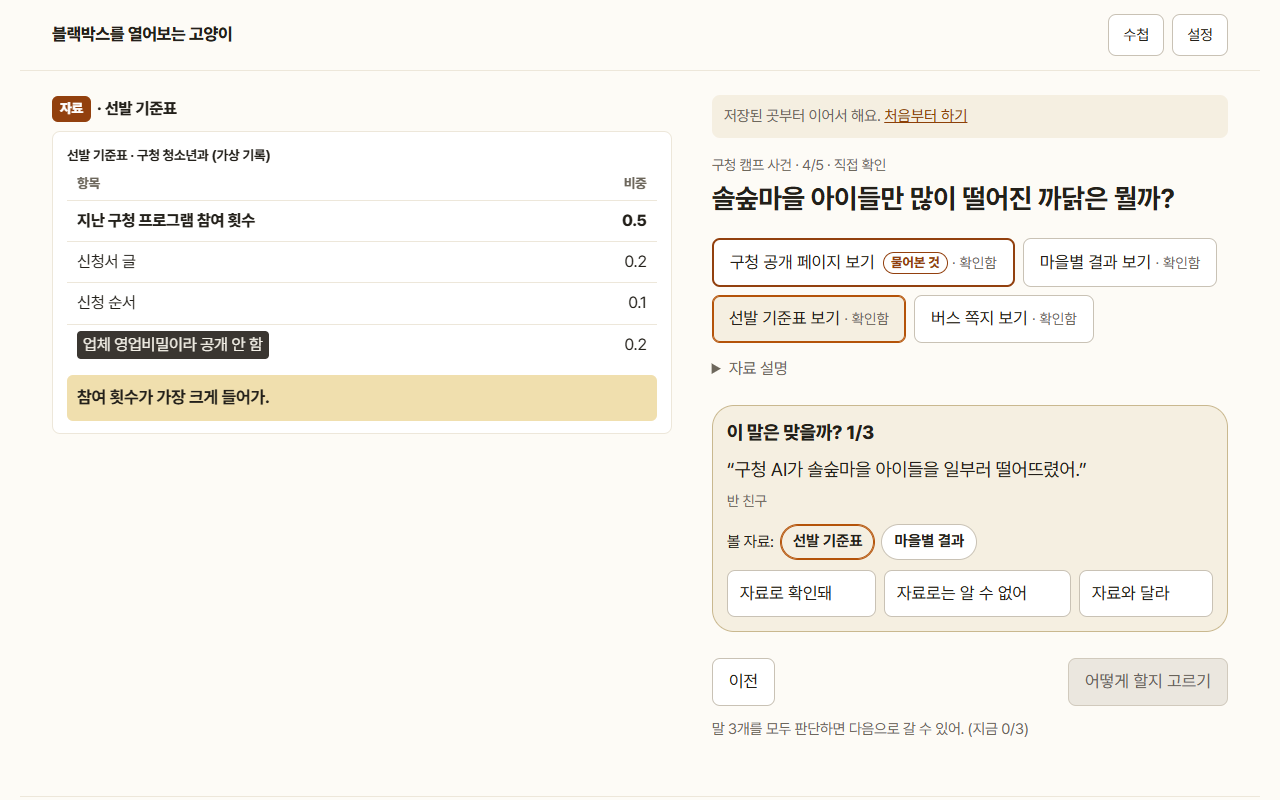 블랙박스를 열어보는 고양이
수첩
설정
자료 · 선발 기준표
선발 기준표 · 구청 청소년과 (가상 기록)
항목 비중
지난 구청 프로그램 참여 횟수 0.5
신청서 글 0.2
신청 순서 0.1
업체 영업비밀이라 공개 안 함 0.2
참여 횟수가 가장 크게 들어가.
저장된 곳부터 이어서 해요. 처음부터 하기
구청 캠프 사건 · 4/5 · 직접 확인
솔숲마을 아이들만 많이 떨어진 까닭은 뭘까?
구청 공개 페이지 보기 물어본 것 · 확인함
마을별 결과 보기 · 확인함
선발 기준표 보기 · 확인함
버스 쪽지 보기 · 확인함
▶ 자료 설명
이 말은 맞을까? 1/3
“구청 AI가 솔숲마을 아이들을 일부러 떨어뜨렸어.”
반 친구
볼 자료: 선발 기준표 마을별 결과
자료로 확인돼
자료로는 알 수 없어
자료와 달라
이전
어떻게 할지 고르기
말 3개를 모두 판단하면 다음으로 갈 수 있어. (지금 0/3)